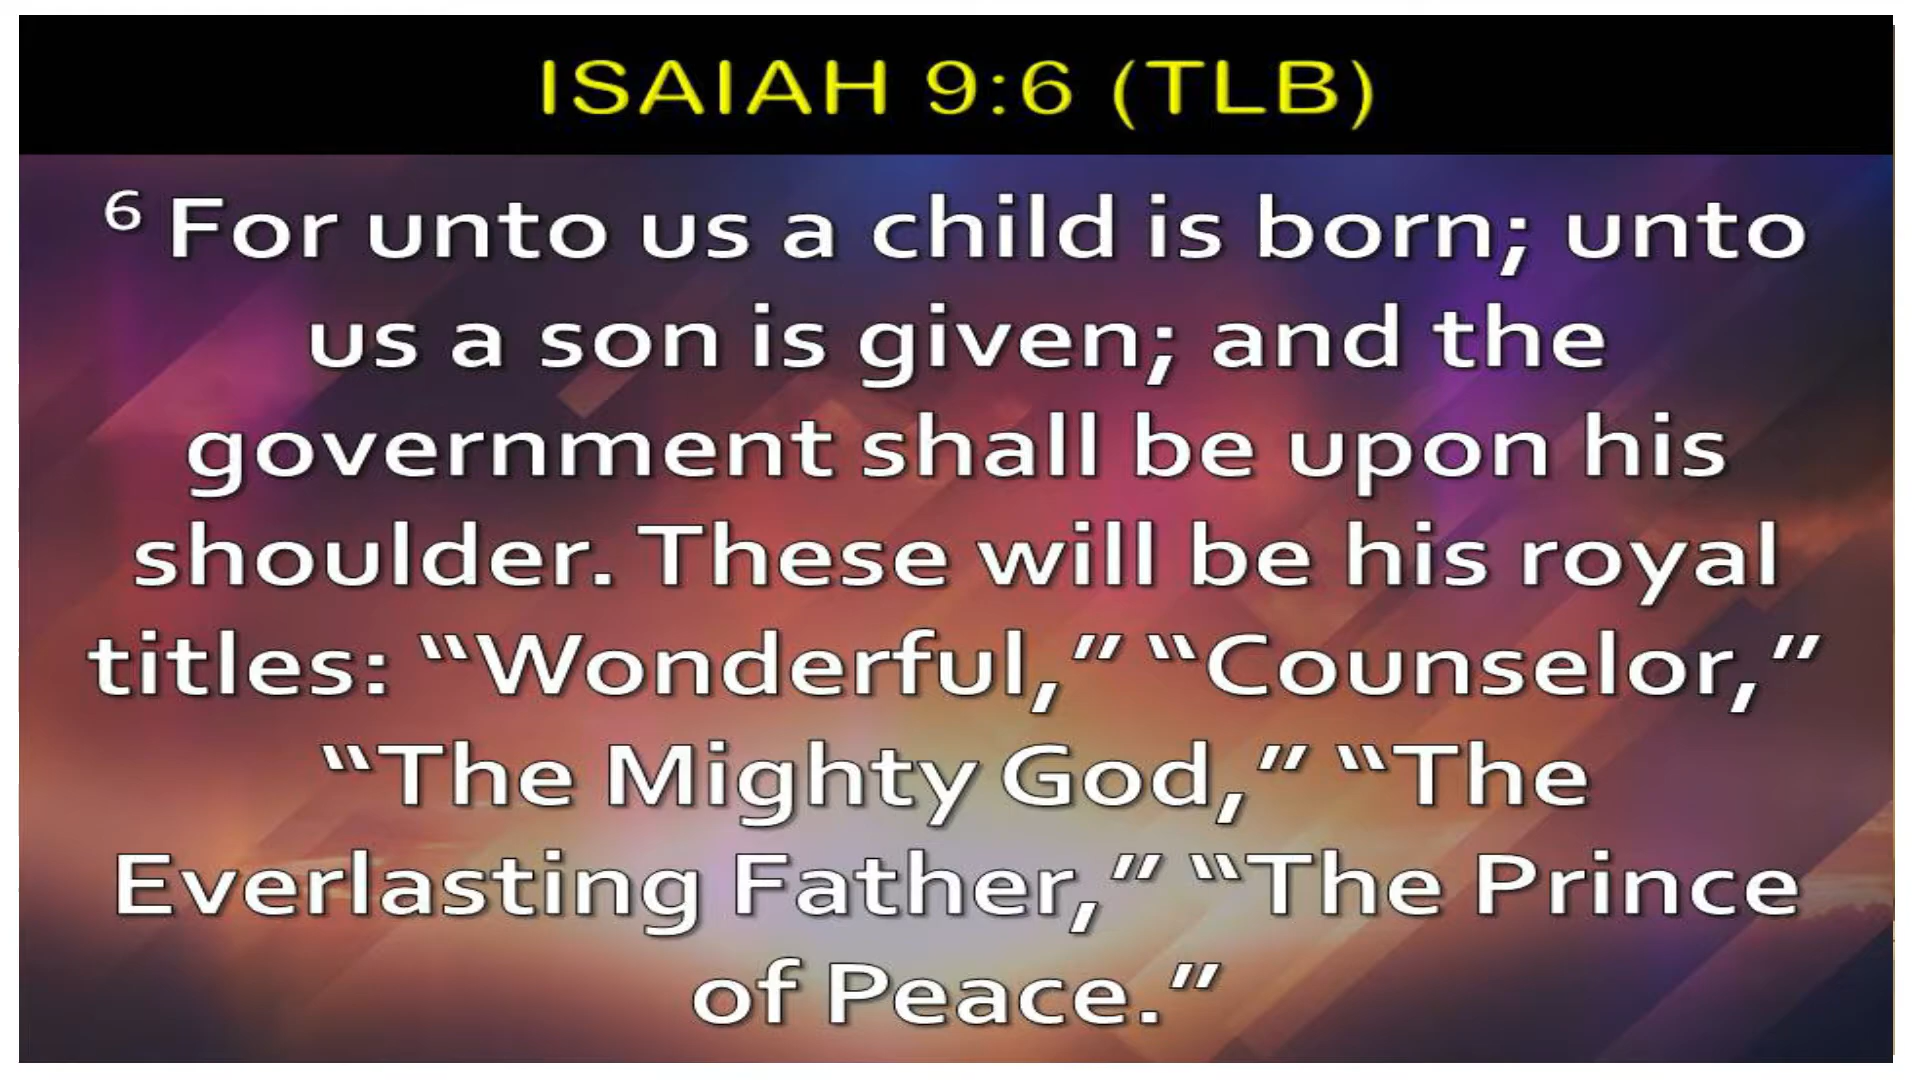 ISAIAH 9:6 (TLB)
6 For unto us a child is born; unto
us a son is given; and the
government shall be upon his
shoulder. These will be his royal
titles: “Wonderful,” “Counselor,”
“The Mighty God,” “The
Everlasting Father,” “The Prince
of Peace.”